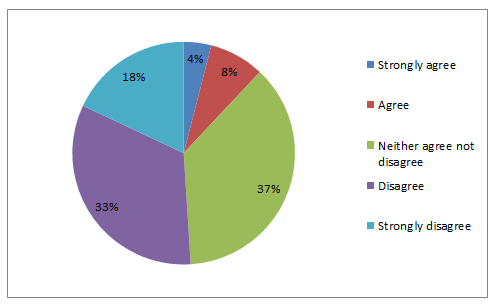 4%
8%
37%
33%
18%
Strongly agree
Agree
Neither agree not
disagree
Disagree
Strongly disagree